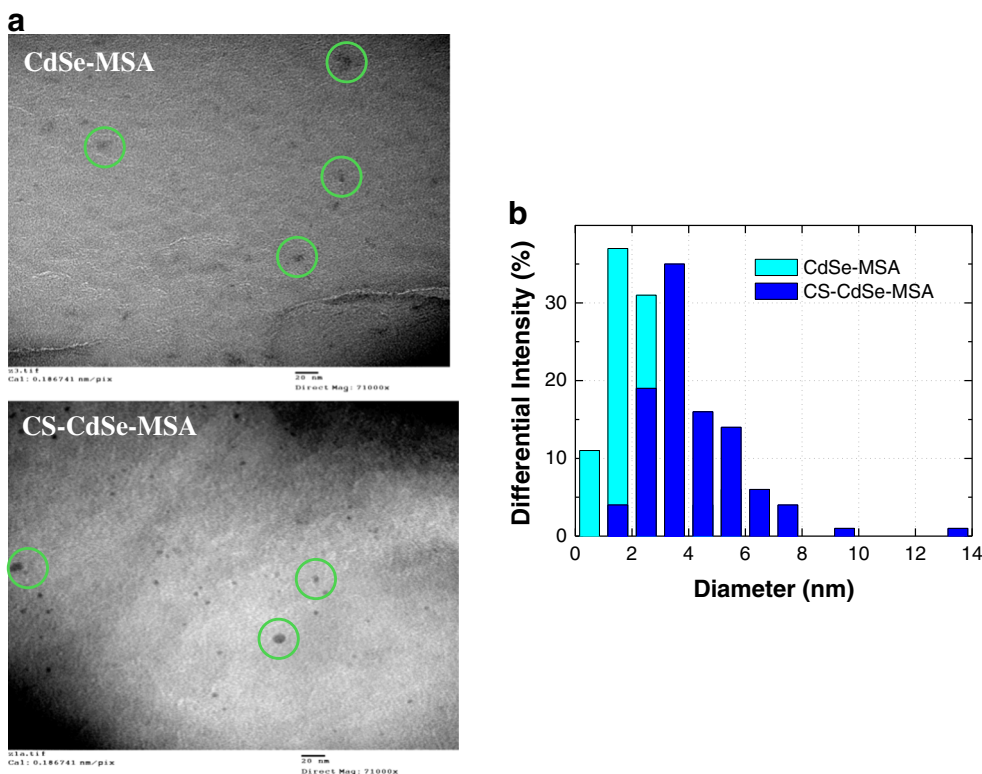 a
CdSe-MSA
z3.tif
Cal: 0.186741 nm/pix
20 nm
Direct Mag: 71000x
CS-CdSe-MSA
z1a.tif
Cal: 0.186741 nm/pix
20 nm
Direct Mag: 71000x
b
Differential Intensity (%)
30
20
10
0
CdSe-MSA
CS-CdSe-MSA
0 2 4 6 8 10 12 14
Diameter (nm)